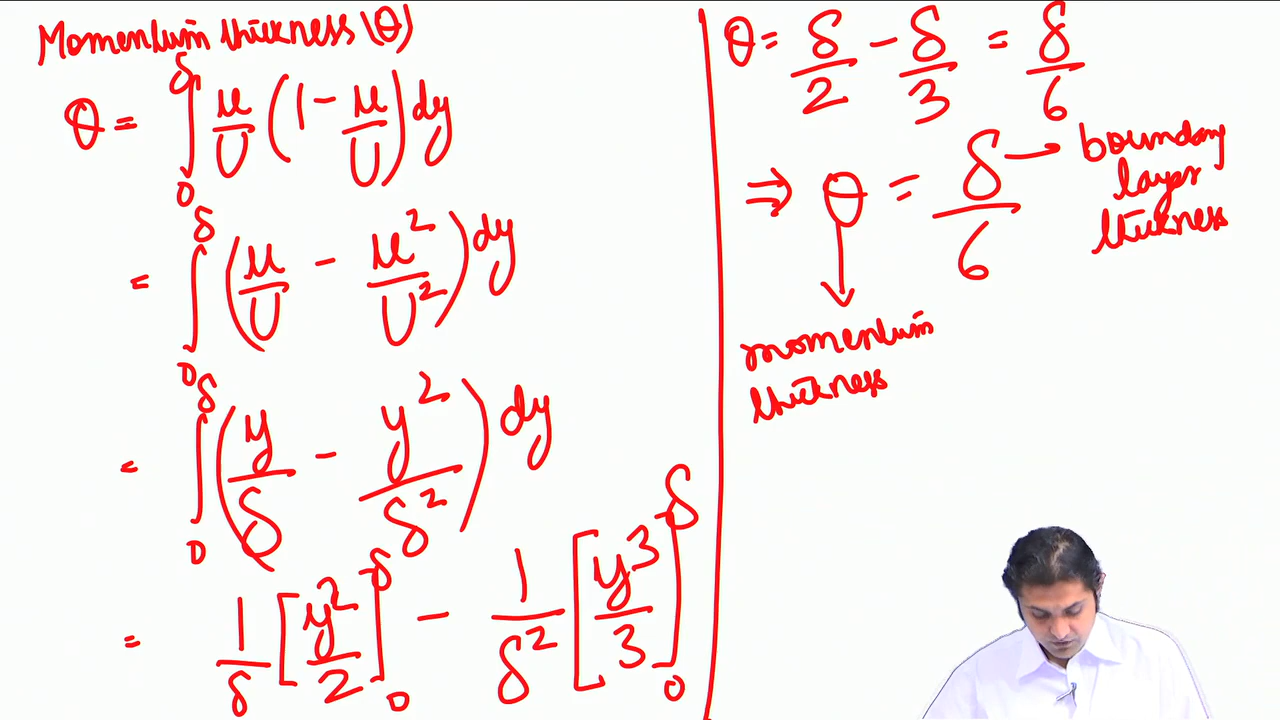 Momentum thickness (θ)
θ = ∫₀^δ u/U (1 − u/U) dy
= ∫₀^δ (u/U − u²/U²) dy
= ∫₀^δ (y/δ − y²/δ²) dy
= 1/δ [y²/2]₀^δ − 1/δ² [y³/3]₀^δ
θ = δ/2 − δ/3 = δ/6
⇒ θ = δ/6 → boundary
layer
thickness
momentum
thickness